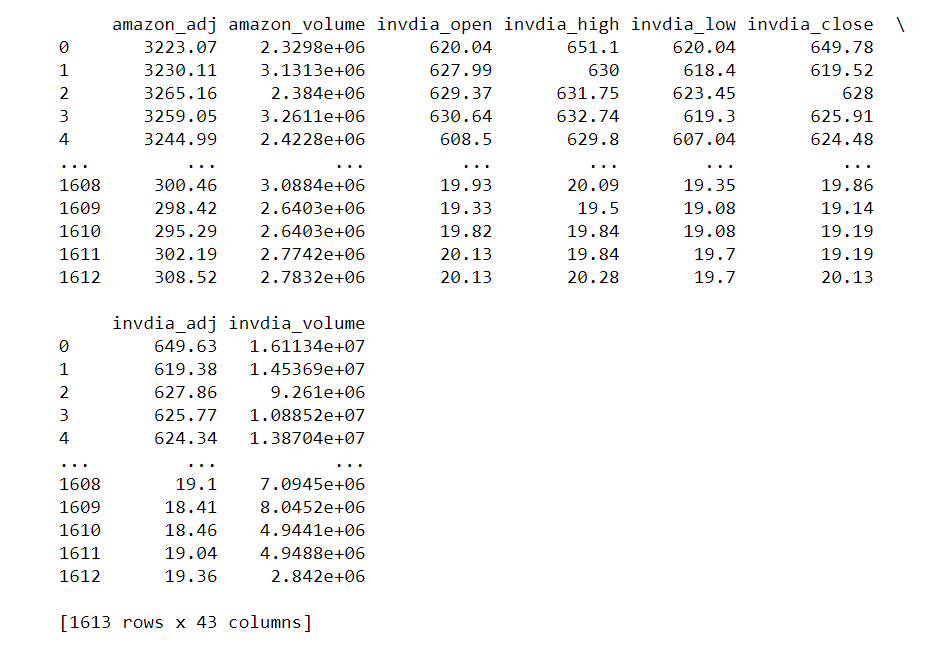 amazon_adj amazon_volume invdia_open invdia_high invdia_low invdia_close \
0 3223.07 2.3298e+06 620.04 651.1 620.04 649.78
1 3230.11 3.1313e+06 627.99 630 618.4 619.52
2 3265.16 2.384e+06 629.37 631.75 623.45 628
3 3259.05 3.2611e+06 630.64 632.74 619.3 625.91
4 3244.99 2.4228e+06 608.5 629.8 607.04 624.48
... ... ... ... ... ... ...
1608 300.46 3.0884e+06 19.93 20.09 19.35 19.86
1609 298.42 2.6403e+06 19.33 19.5 19.08 19.14
1610 295.29 2.6403e+06 19.82 19.84 19.08 19.19
1611 302.19 2.7742e+06 20.13 19.84 19.7 19.19
1612 308.52 2.7832e+06 20.13 20.28 19.7 20.13
invdia_adj invdia_volume
0 649.63 1.61134e+07
1 619.38 1.45369e+07
2 627.86 9.261e+06
3 625.77 1.08852e+07
4 624.34 1.38704e+07
... ... ...
1608 19.1 7.0945e+06
1609 18.41 8.0452e+06
1610 18.46 4.9441e+06
1611 19.04 4.9488e+06
1612 19.36 2.842e+06
[1613 rows x 43 columns]